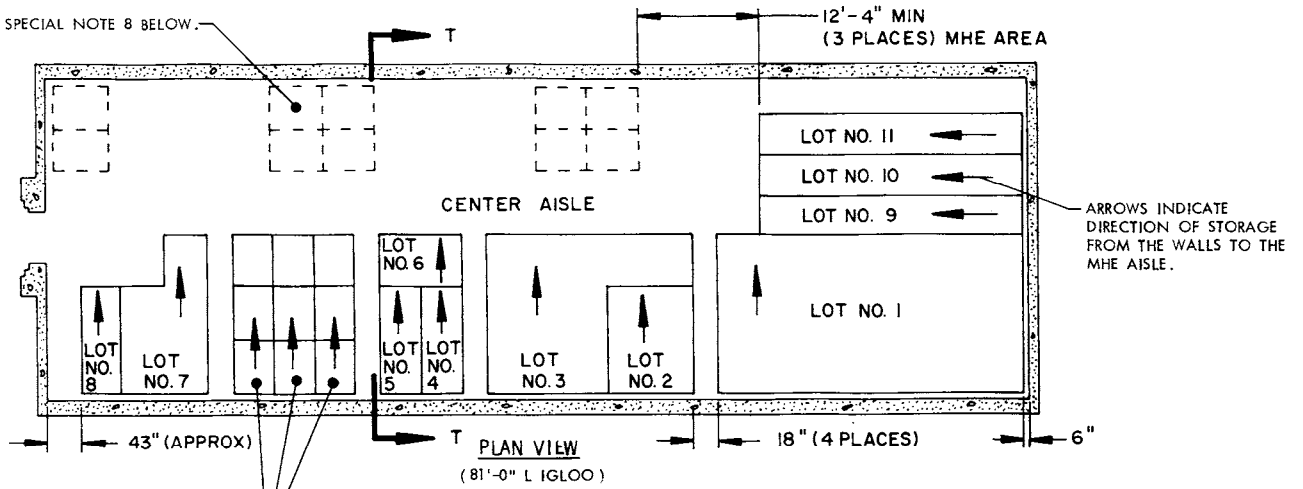 SPECIAL NOTE 8 BELOW.
T
12'-4" MIN
(3 PLACES) MHE AREA
LOT NO. 11
LOT NO. 10
LOT NO. 9
CENTER AISLE
ARROWS INDICATE
DIRECTION OF STORAGE
FROM THE WALLS TO THE
MHE AISLE.
LOT
NO. 6
LOT NO. 1
LOT
NO.
8
LOT
NO. 7
LOT
NO.
5
LOT
NO.
4
LOT
NO. 3
LOT
NO. 2
43" (APPROX)
T
PLAN VIEW
(81'-0" L IGLOO)
18" (4 PLACES)
6"